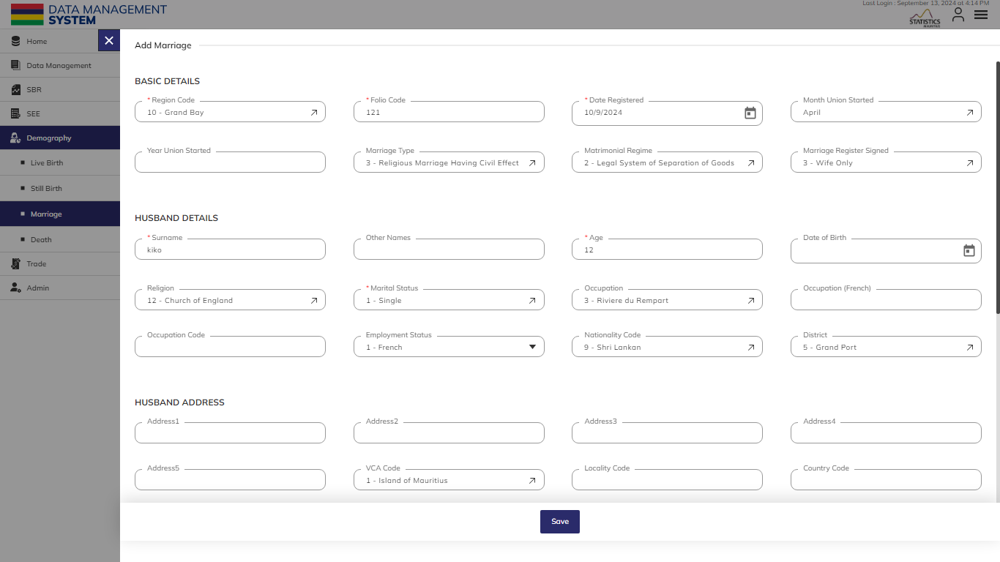 DATA MANAGEMENT
SYSTEM
Last Login : September 13, 2024 at 4:14 PM
STATISTICS
MAURITIUS
Home
Data Management
SBR
SEE
Demography
Live Birth
Still Birth
Marriage
Death
Trade
Admin
Add Marriage
BASIC DETAILS
* Region Code
* Folio Code
* Date Registered
Month Union Started
10 - Grand Bay
121
10/9/2024
April
Year Union Started
Marriage Type
Matrimonial Regime
Marriage Register Signed
3 - Religious Marriage Having Civil Effect
2 - Legal System of Separation of Goods
3 - Wife Only
HUSBAND DETAILS
* Surname
Other Names
* Age
Date of Birth
kiko
12
Religion
* Marital Status
Occupation
Occupation (French)
12 - Church of England
1 - Single
3 - Riviere du Rempart
Occupation Code
Employment Status
Nationality Code
District
1 - French
9 - Shri Lankan
5 - Grand Port
HUSBAND ADDRESS
Address1
Address2
Address3
Address4
Address5
VCA Code
Locality Code
Country Code
1 - Island of Mauritius
Save